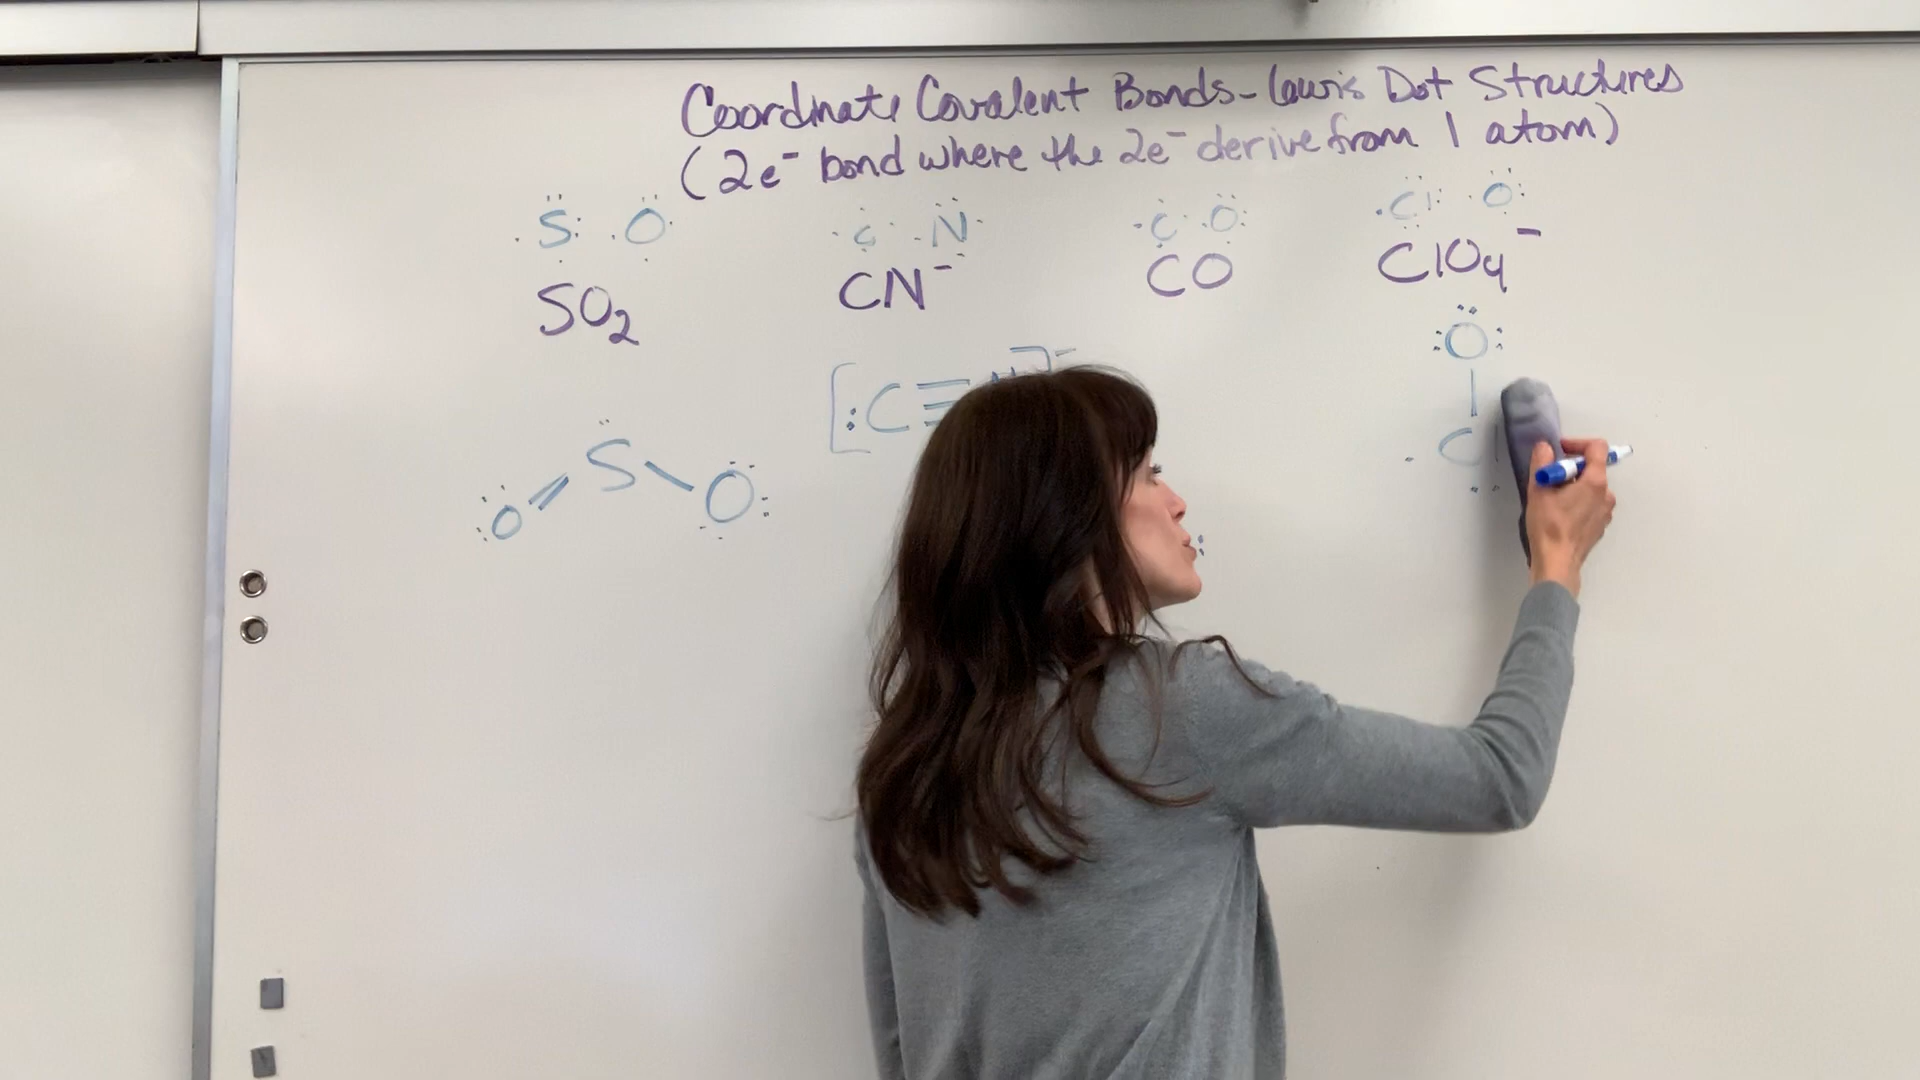 Coordinate Covalent Bonds - Lewis Dot Structures
(2e⁻ bond where the 2e⁻ derive from 1 atom)
S O C N C O Cl O
SO₂ CN⁻ CO ClO₄⁻
O
[:C≡N]⁻
C
O=S-O